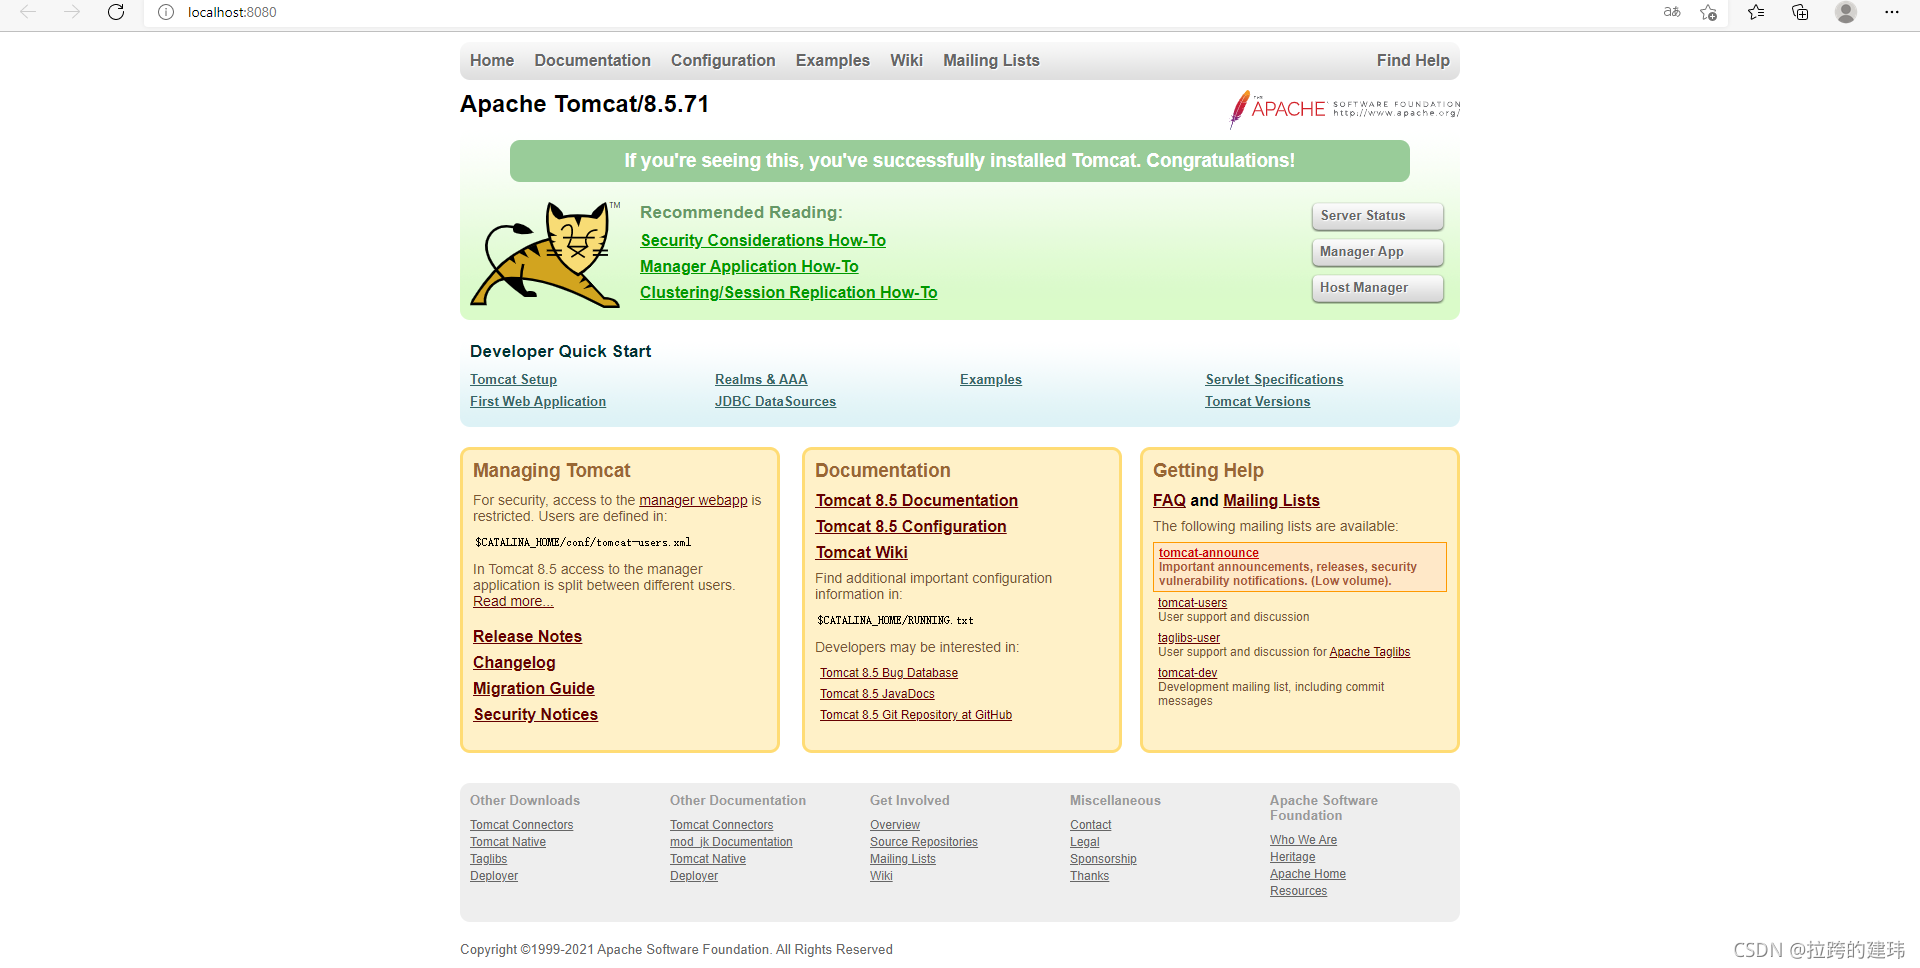 localhost:8080
aあ
Home Documentation Configuration Examples Wiki Mailing Lists Find Help
Apache Tomcat/8.5.71
THE APACHE SOFTWARE FOUNDATION
http://www.apache.org/
If you're seeing this, you've successfully installed Tomcat. Congratulations!
TM
Recommended Reading:
Security Considerations How-To
Manager Application How-To
Clustering/Session Replication How-To
Server Status
Manager App
Host Manager
Developer Quick Start
Tomcat Setup
First Web Application
Realms & AAA
JDBC DataSources
Examples
Servlet Specifications
Tomcat Versions
Managing Tomcat
For security, access to the manager webapp is
restricted. Users are defined in:
$CATALINA_HOME/conf/tomcat-users.xml
In Tomcat 8.5 access to the manager
application is split between different users.
Read more...
Release Notes
Changelog
Migration Guide
Security Notices
Documentation
Tomcat 8.5 Documentation
Tomcat 8.5 Configuration
Tomcat Wiki
Find additional important configuration
information in:
$CATALINA_HOME/RUNNING.txt
Developers may be interested in:
Tomcat 8.5 Bug Database
Tomcat 8.5 JavaDocs
Tomcat 8.5 Git Repository at GitHub
Getting Help
FAQ and Mailing Lists
The following mailing lists are available:
tomcat-announce
Important announcements, releases, security
vulnerability notifications. (Low volume).
tomcat-users
User support and discussion
taglibs-user
User support and discussion for Apache Taglibs
tomcat-dev
Development mailing list, including commit
messages
Other Downloads
Tomcat Connectors
Tomcat Native
Taglibs
Deployer
Other Documentation
Tomcat Connectors
mod_jk Documentation
Tomcat Native
Deployer
Get Involved
Overview
Source Repositories
Mailing Lists
Wiki
Miscellaneous
Contact
Legal
Sponsorship
Thanks
Apache Software
Foundation
Who We Are
Heritage
Apache Home
Resources
Copyright ©1999-2021 Apache Software Foundation. All Rights Reserved
CSDN @拉跨的建玮